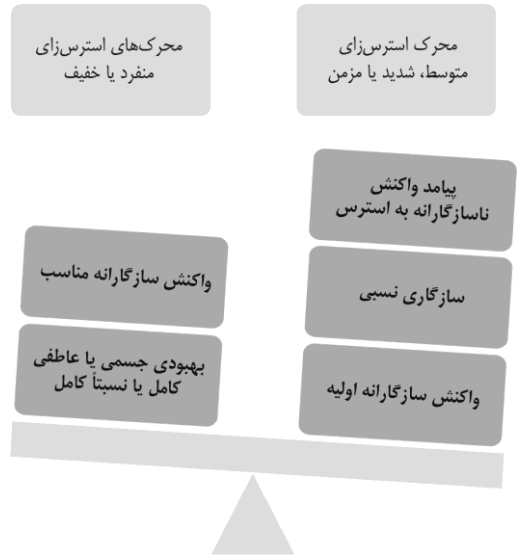 محرک استرس‌زای
متوسط، شدید یا مزمن
محرک‌های استرس‌زای
منفرد یا خفیف
پیامد واکنش
ناسازگارانه به استرس
سازگاری نسبی
واکنش سازگارانه اولیه
واکنش سازگارانه مناسب
بهبودی جسمی یا عاطفی
کامل یا نسبتاً کامل